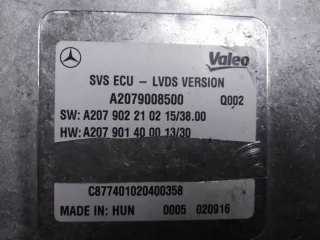 Valeo
SVS ECU – LVDS VERSION
A2079008500 Q002
SW: A207 902 21 02 15/38.00
HW: A207 901 40 00 13/30
C877401020400358
MADE IN: HUN 0005 020916